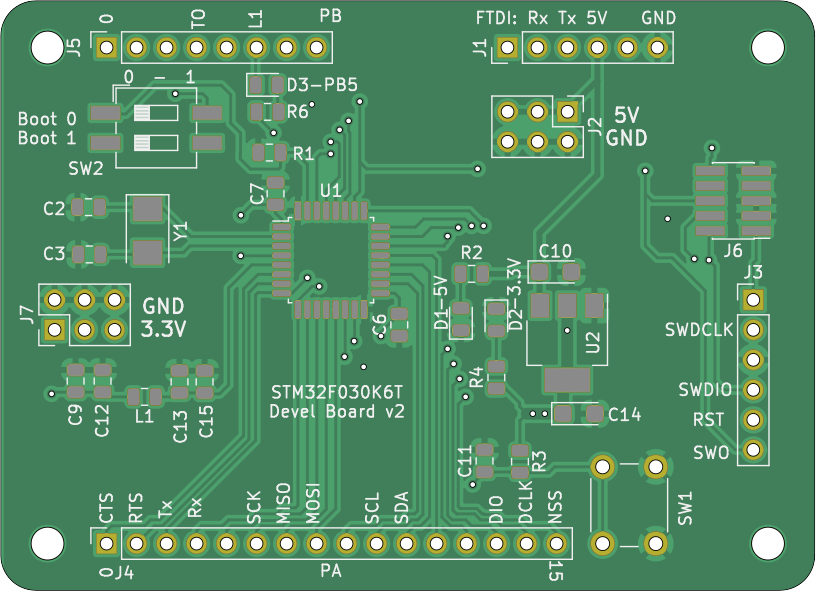 J5
0
TO
L1
PB
FTDI: Rx Tx 5V GND
J1
0 - 1
D3-PB5
Boot 0
Boot 1
SW2
R6
R1
J2
5V
GND
C7
U1
C2
C3
Y1
J6
R2
C10
J3
J7
GND
3.3V
C6
D1-5V
D2-3.3V
U2
SWDCLK
SWDIO
RST
SWO
C9
C12
L1
C13
C15
STM32F030K6T
Devel Board v2
R4
C14
C11
R3
SW1
CTS
RTS
Tx
Rx
SCK
MISO
MOSI
SCL
SDA
DIO
DCLK
NSS
0
J4
PA
15